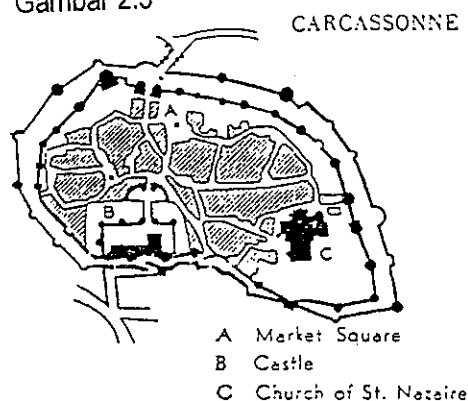 Gambar 2.3
CARCASSONNE
A
B
C
A Market Square
B Castle
C Church of St. Nazaire